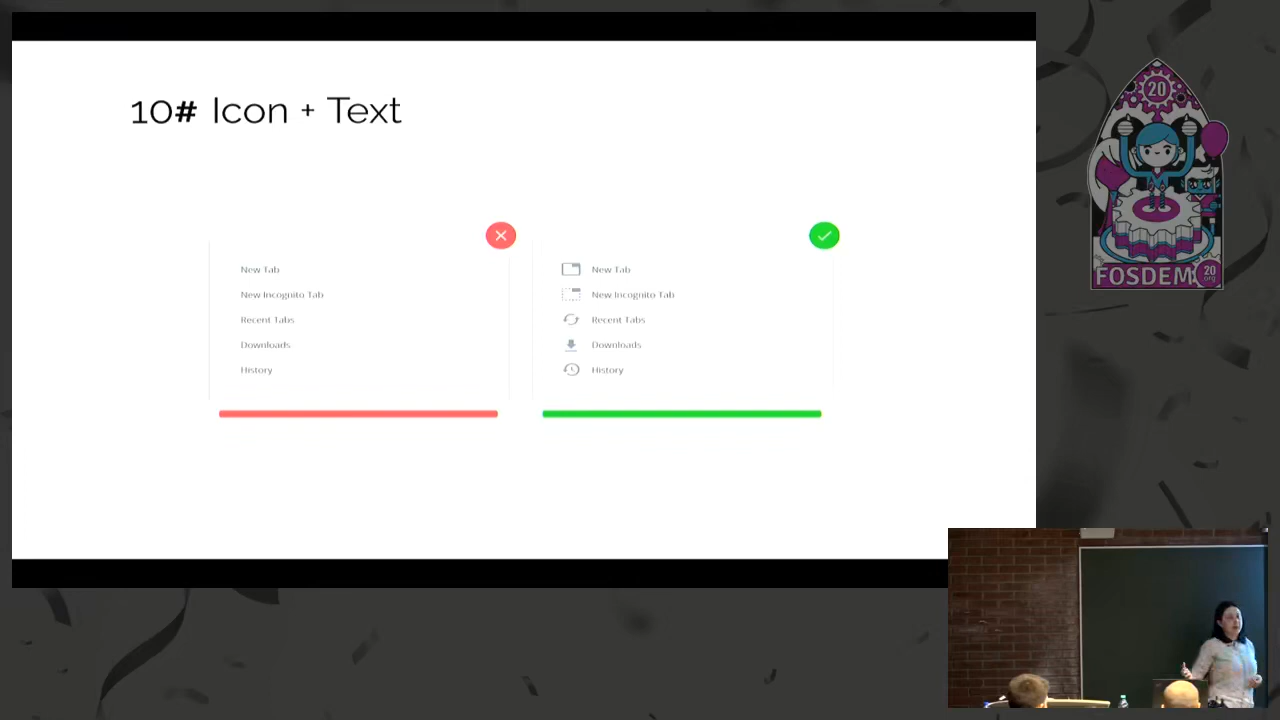 10# Icon + Text
New Tab
New Incognito Tab
Recent Tabs
Downloads
History
New Tab
New Incognito Tab
Recent Tabs
Downloads
History
20
FOSDEM
20
org